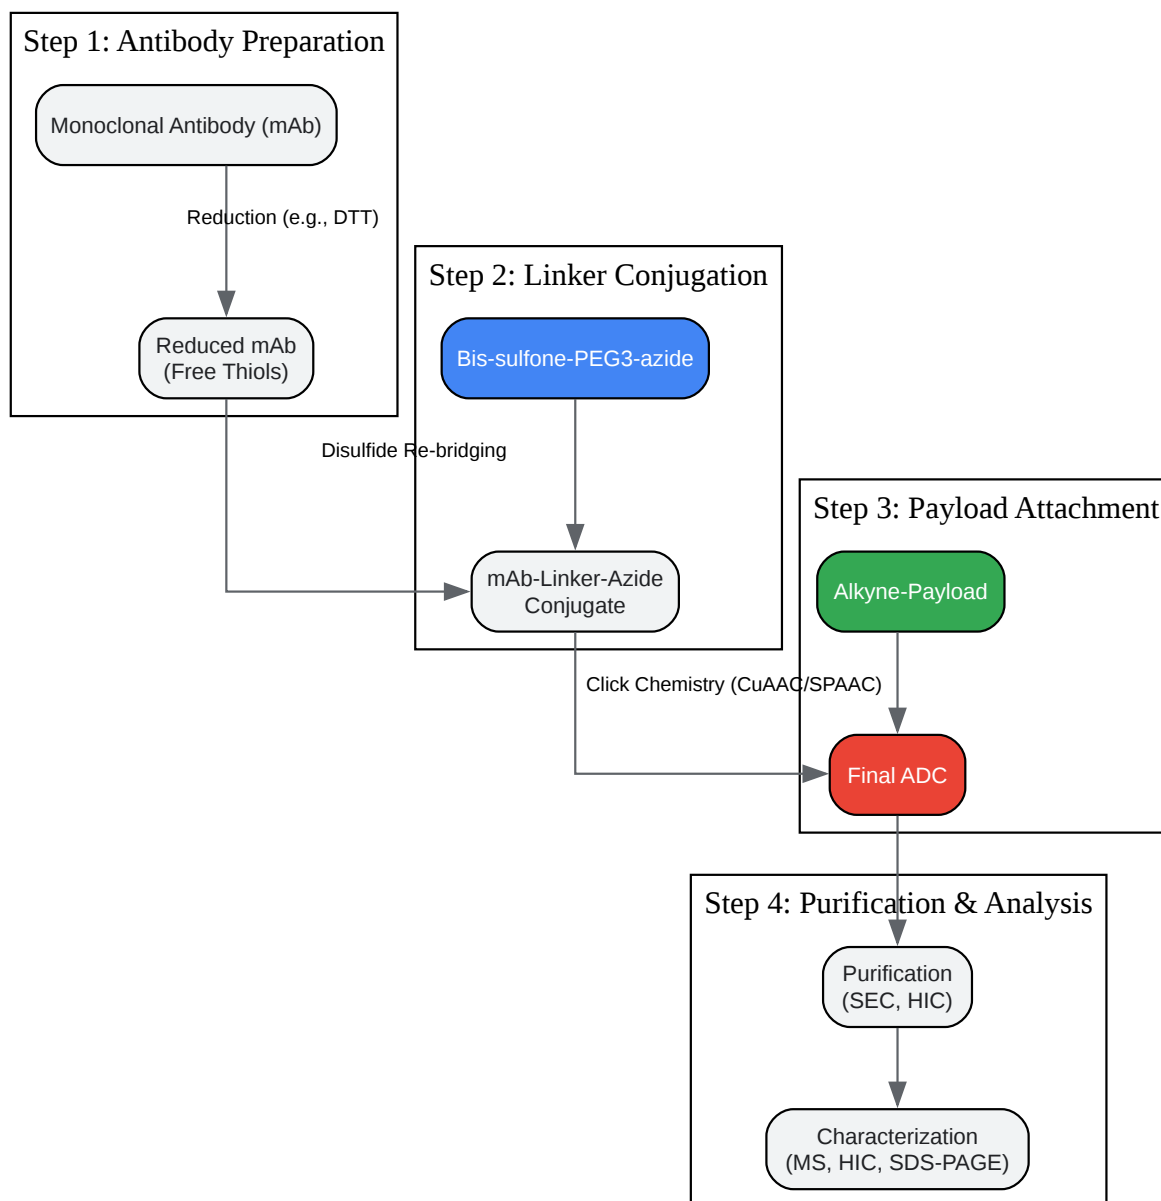 Step 1: Antibody Preparation
Monoclonal Antibody (mAb)
Reduction (e.g., DTT)
Reduced mAb
(Free Thiols)
Step 2: Linker Conjugation
Bis-sulfone-PEG3-azide
Disulfide Re-bridging
mAb-Linker-Azide
Conjugate
Step 3: Payload Attachment
Alkyne-Payload
Click Chemistry (CuAAC/SPAAC)
Final ADC
Step 4: Purification & Analysis
Purification
(SEC, HIC)
Characterization
(MS, HIC, SDS-PAGE)